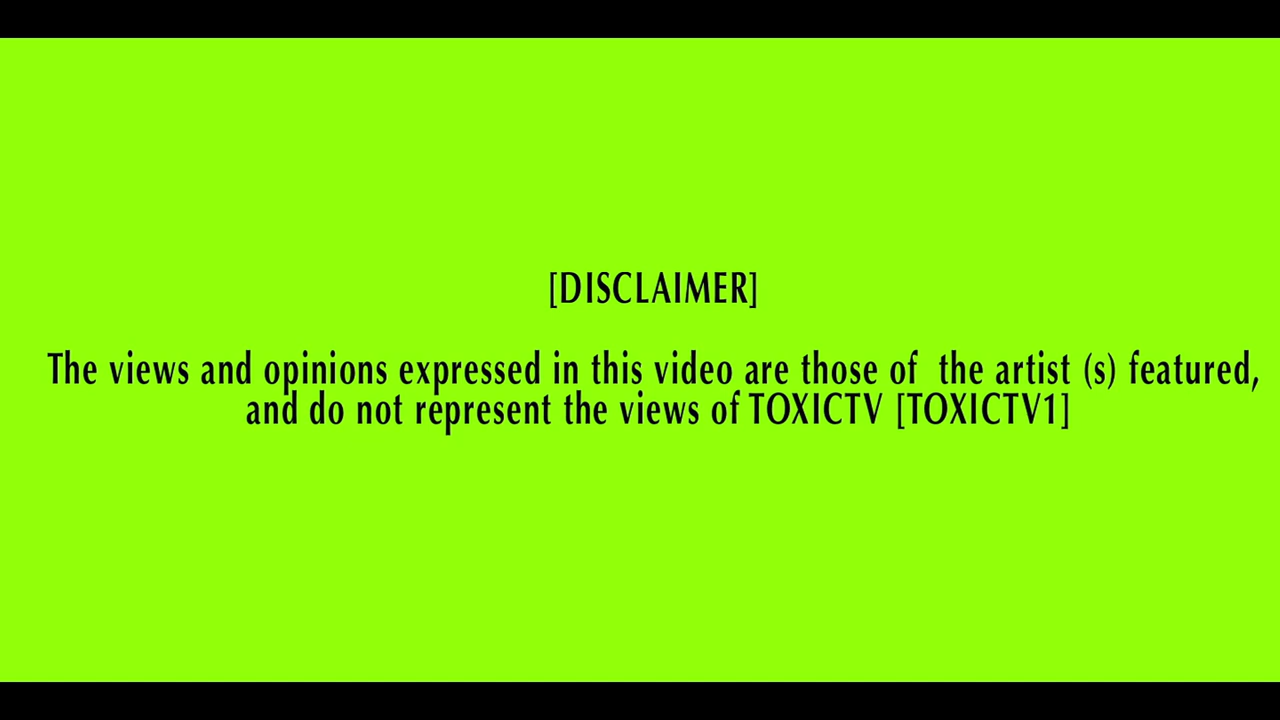 [DISCLAIMER]
The views and opinions expressed in this video are those of  the artist (s) featured,
and do not represent the views of TOXICTV [TOXICTV1]